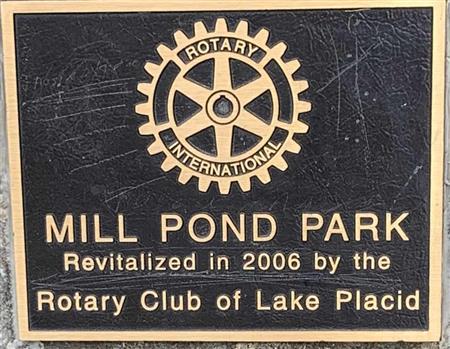 ROTARY
INTERNATIONAL
MILL POND PARK
Revitalized in 2006 by the
Rotary Club of Lake Placid